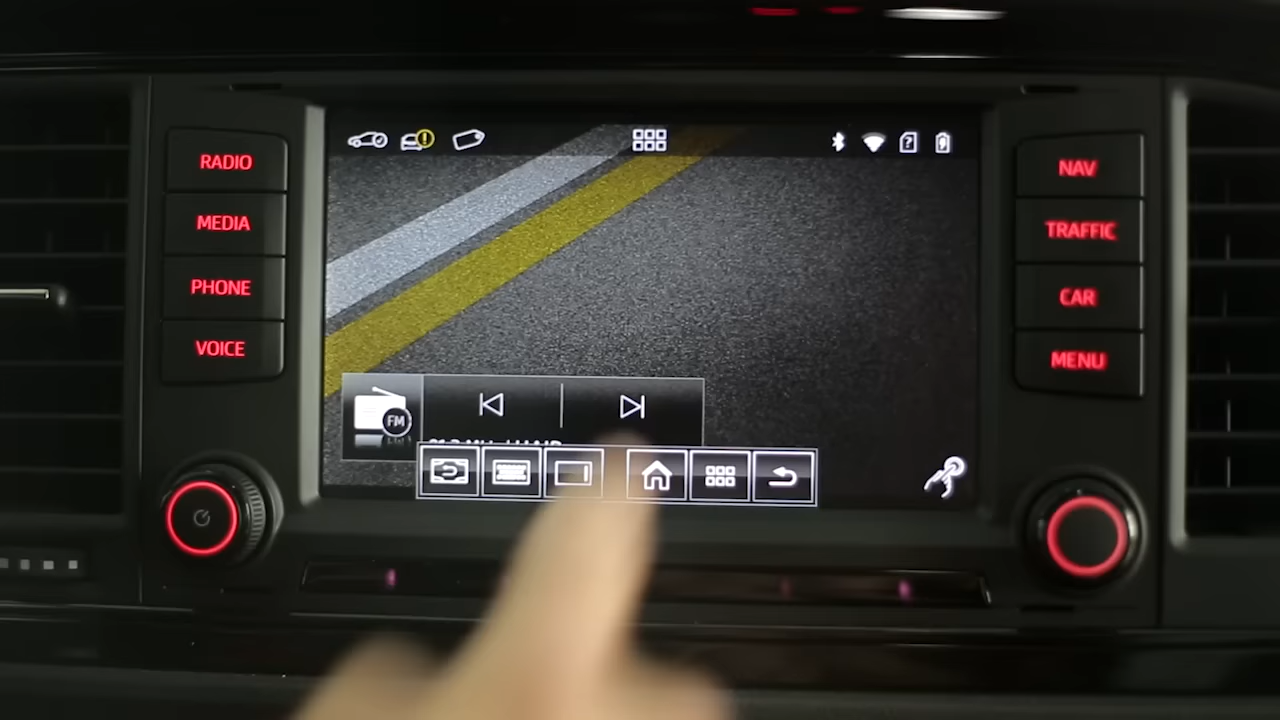 RADIO
MEDIA
PHONE
VOICE
FM
NAV
TRAFFIC
CAR
MENU